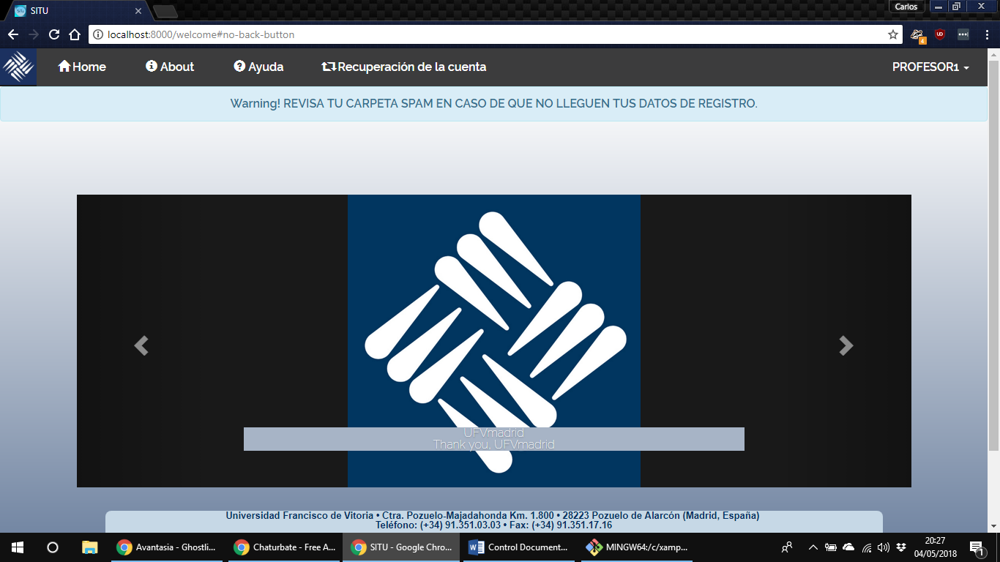 SITU
Carlos
localhost:8000/welcome#no-back-button
4
UD
Home
About
Ayuda
Recuperación de la cuenta
PROFESOR1
Warning! REVISA TU CARPETA SPAM EN CASO DE QUE NO LLEGUEN TUS DATOS DE REGISTRO.
UFVmadrid
Thank you, UFVmadrid
Universidad Francisco de Vitoria • Ctra. Pozuelo-Majadahonda Km. 1.800 • 28223 Pozuelo de Alarcón (Madrid, España)
Teléfono: (+34) 91.351.03.03 • Fax: (+34) 91.351.17.16
Avantasia - Ghostli...
Chaturbate - Free A...
SITU - Google Chro...
Control Document...
MINGW64:/c/xamp...
20:27
04/05/2018
1